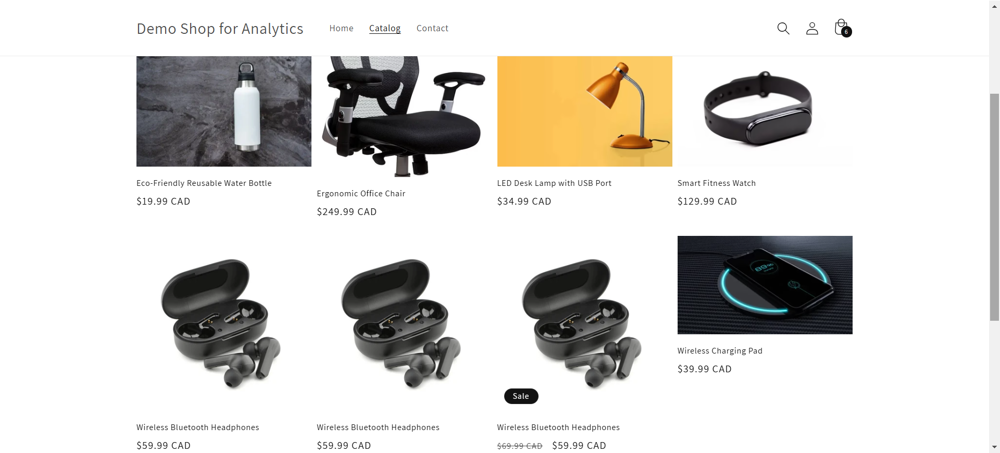 Demo Shop for Analytics
Home Catalog Contact
6
Eco-Friendly Reusable Water Bottle
$19.99 CAD
Ergonomic Office Chair
$249.99 CAD
LED Desk Lamp with USB Port
$34.99 CAD
Smart Fitness Watch
$129.99 CAD
89%
Wireless Charging Pad
$39.99 CAD
Sale
Wireless Bluetooth Headphones
$59.99 CAD
Wireless Bluetooth Headphones
$59.99 CAD
Wireless Bluetooth Headphones
$69.99 CAD $59.99 CAD